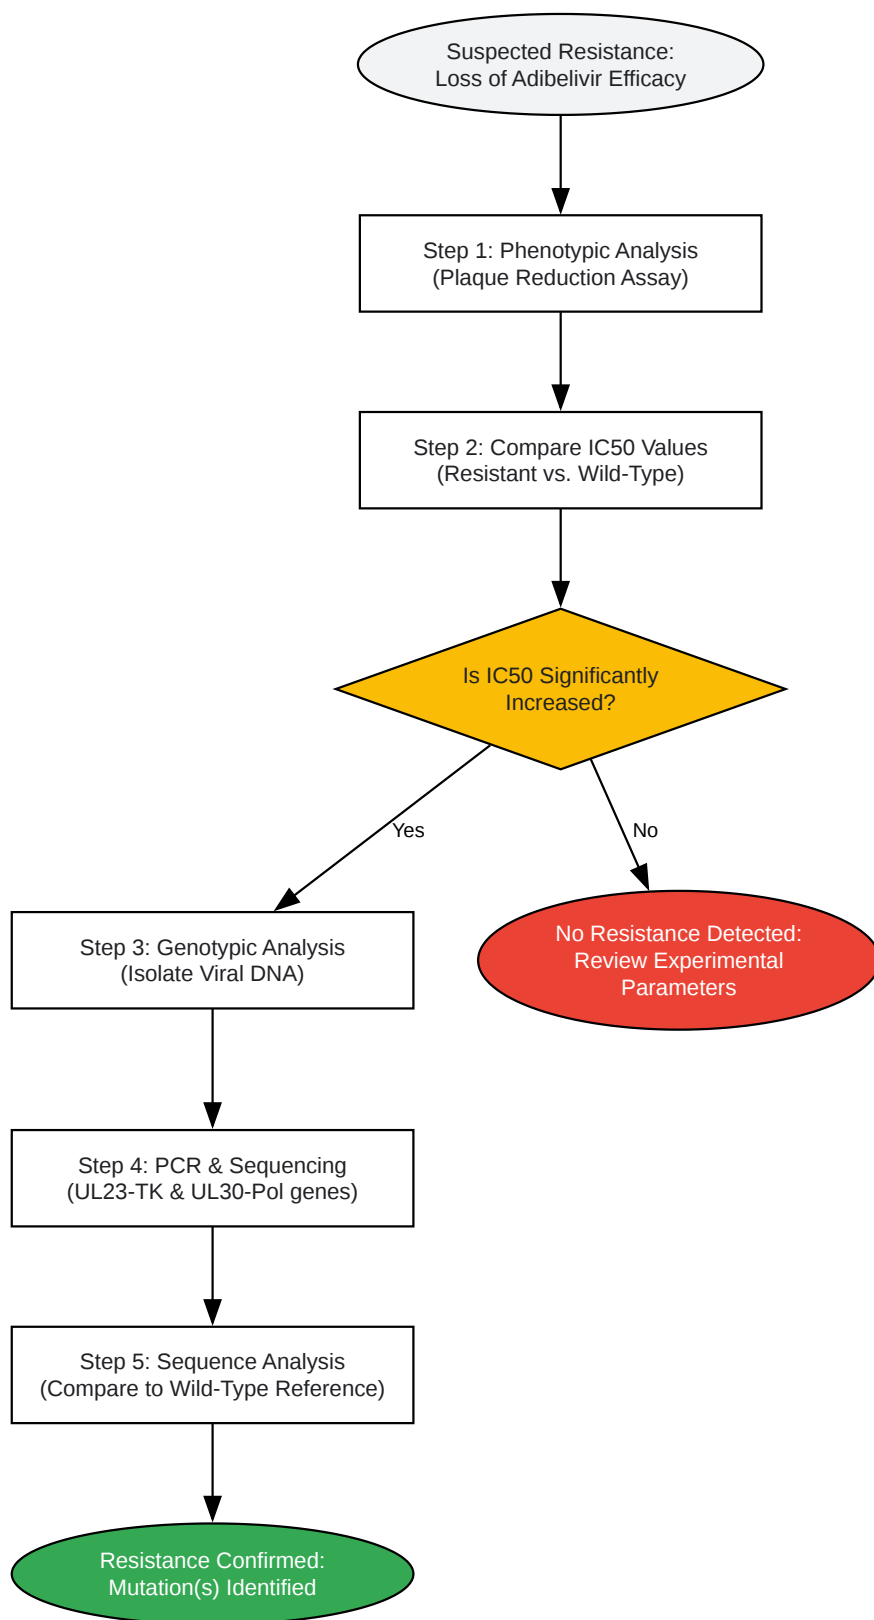 Suspected Resistance:
Loss of Adibelivir Efficacy
Step 1: Phenotypic Analysis
(Plaque Reduction Assay)
Step 2: Compare IC50 Values
(Resistant vs. Wild-Type)
Is IC50 Significantly
Increased?
Yes
No
Step 3: Genotypic Analysis
(Isolate Viral DNA)
No Resistance Detected:
Review Experimental
Parameters
Step 4: PCR & Sequencing
(UL23-TK & UL30-Pol genes)
Step 5: Sequence Analysis
(Compare to Wild-Type Reference)
Resistance Confirmed:
Mutation(s) Identified